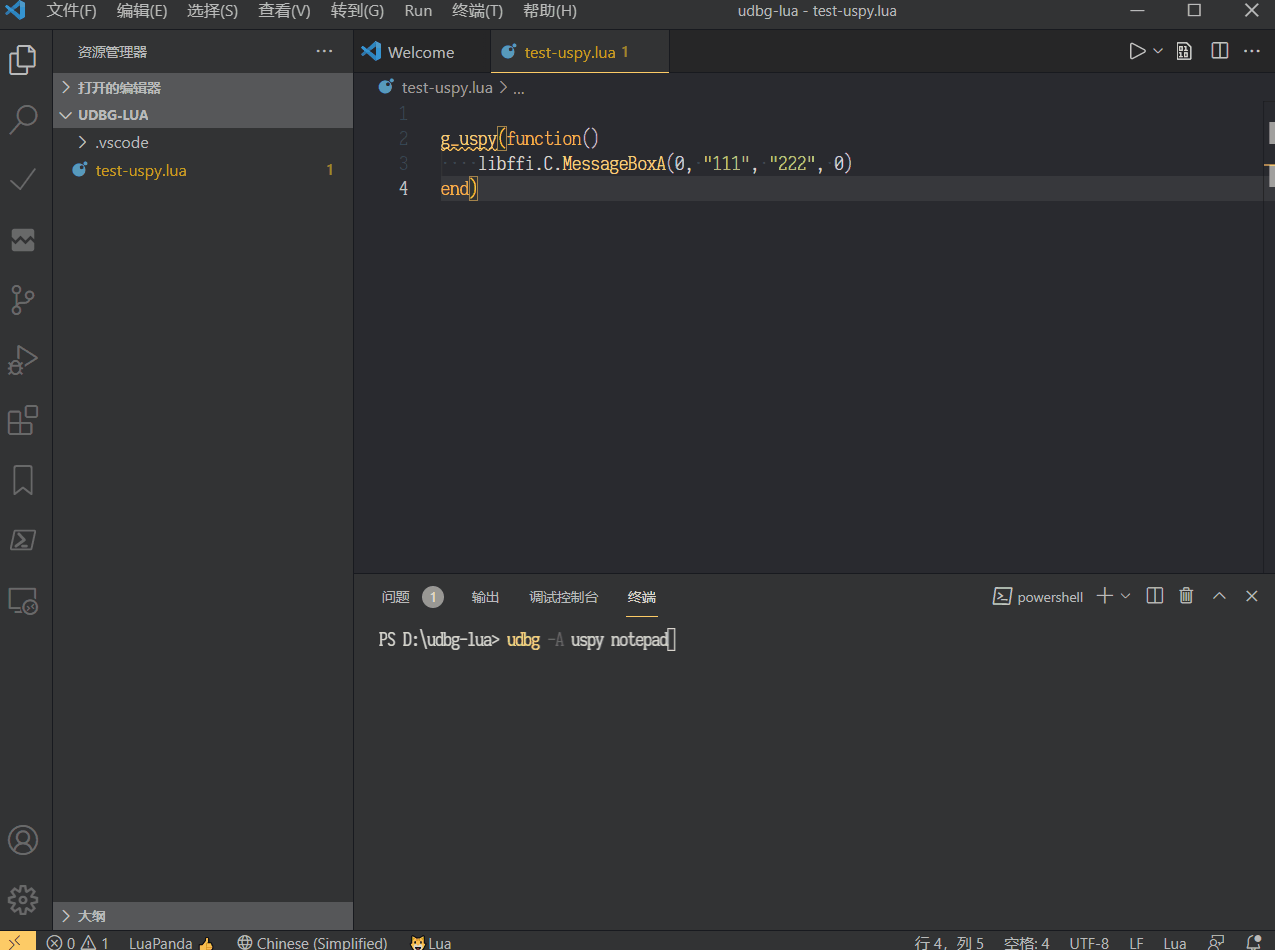 文件(F) 编辑(E) 选择(S) 查看(V) 转到(G) Run 终端(T) 帮助(H) udbg-lua - test-uspy.lua
资源管理器 ···
打开的编辑器
UDBG-LUA
.vscode
test-uspy.lua 1
大纲
Welcome test-uspy.lua 1
test-uspy.lua > ...
1
2 g_uspy(function()
3 ····libffi.C.MessageBoxA(0, "111", "222", 0)
4 end)
问题 1 输出 调试控制台 终端 powershell
PS D:\udbg-lua> udbg -A uspy notepad
0 1 LuaPanda 👍 Chinese (Simplified) 🐱Lua 行 4，列 5 空格: 4 UTF-8 LF Lua